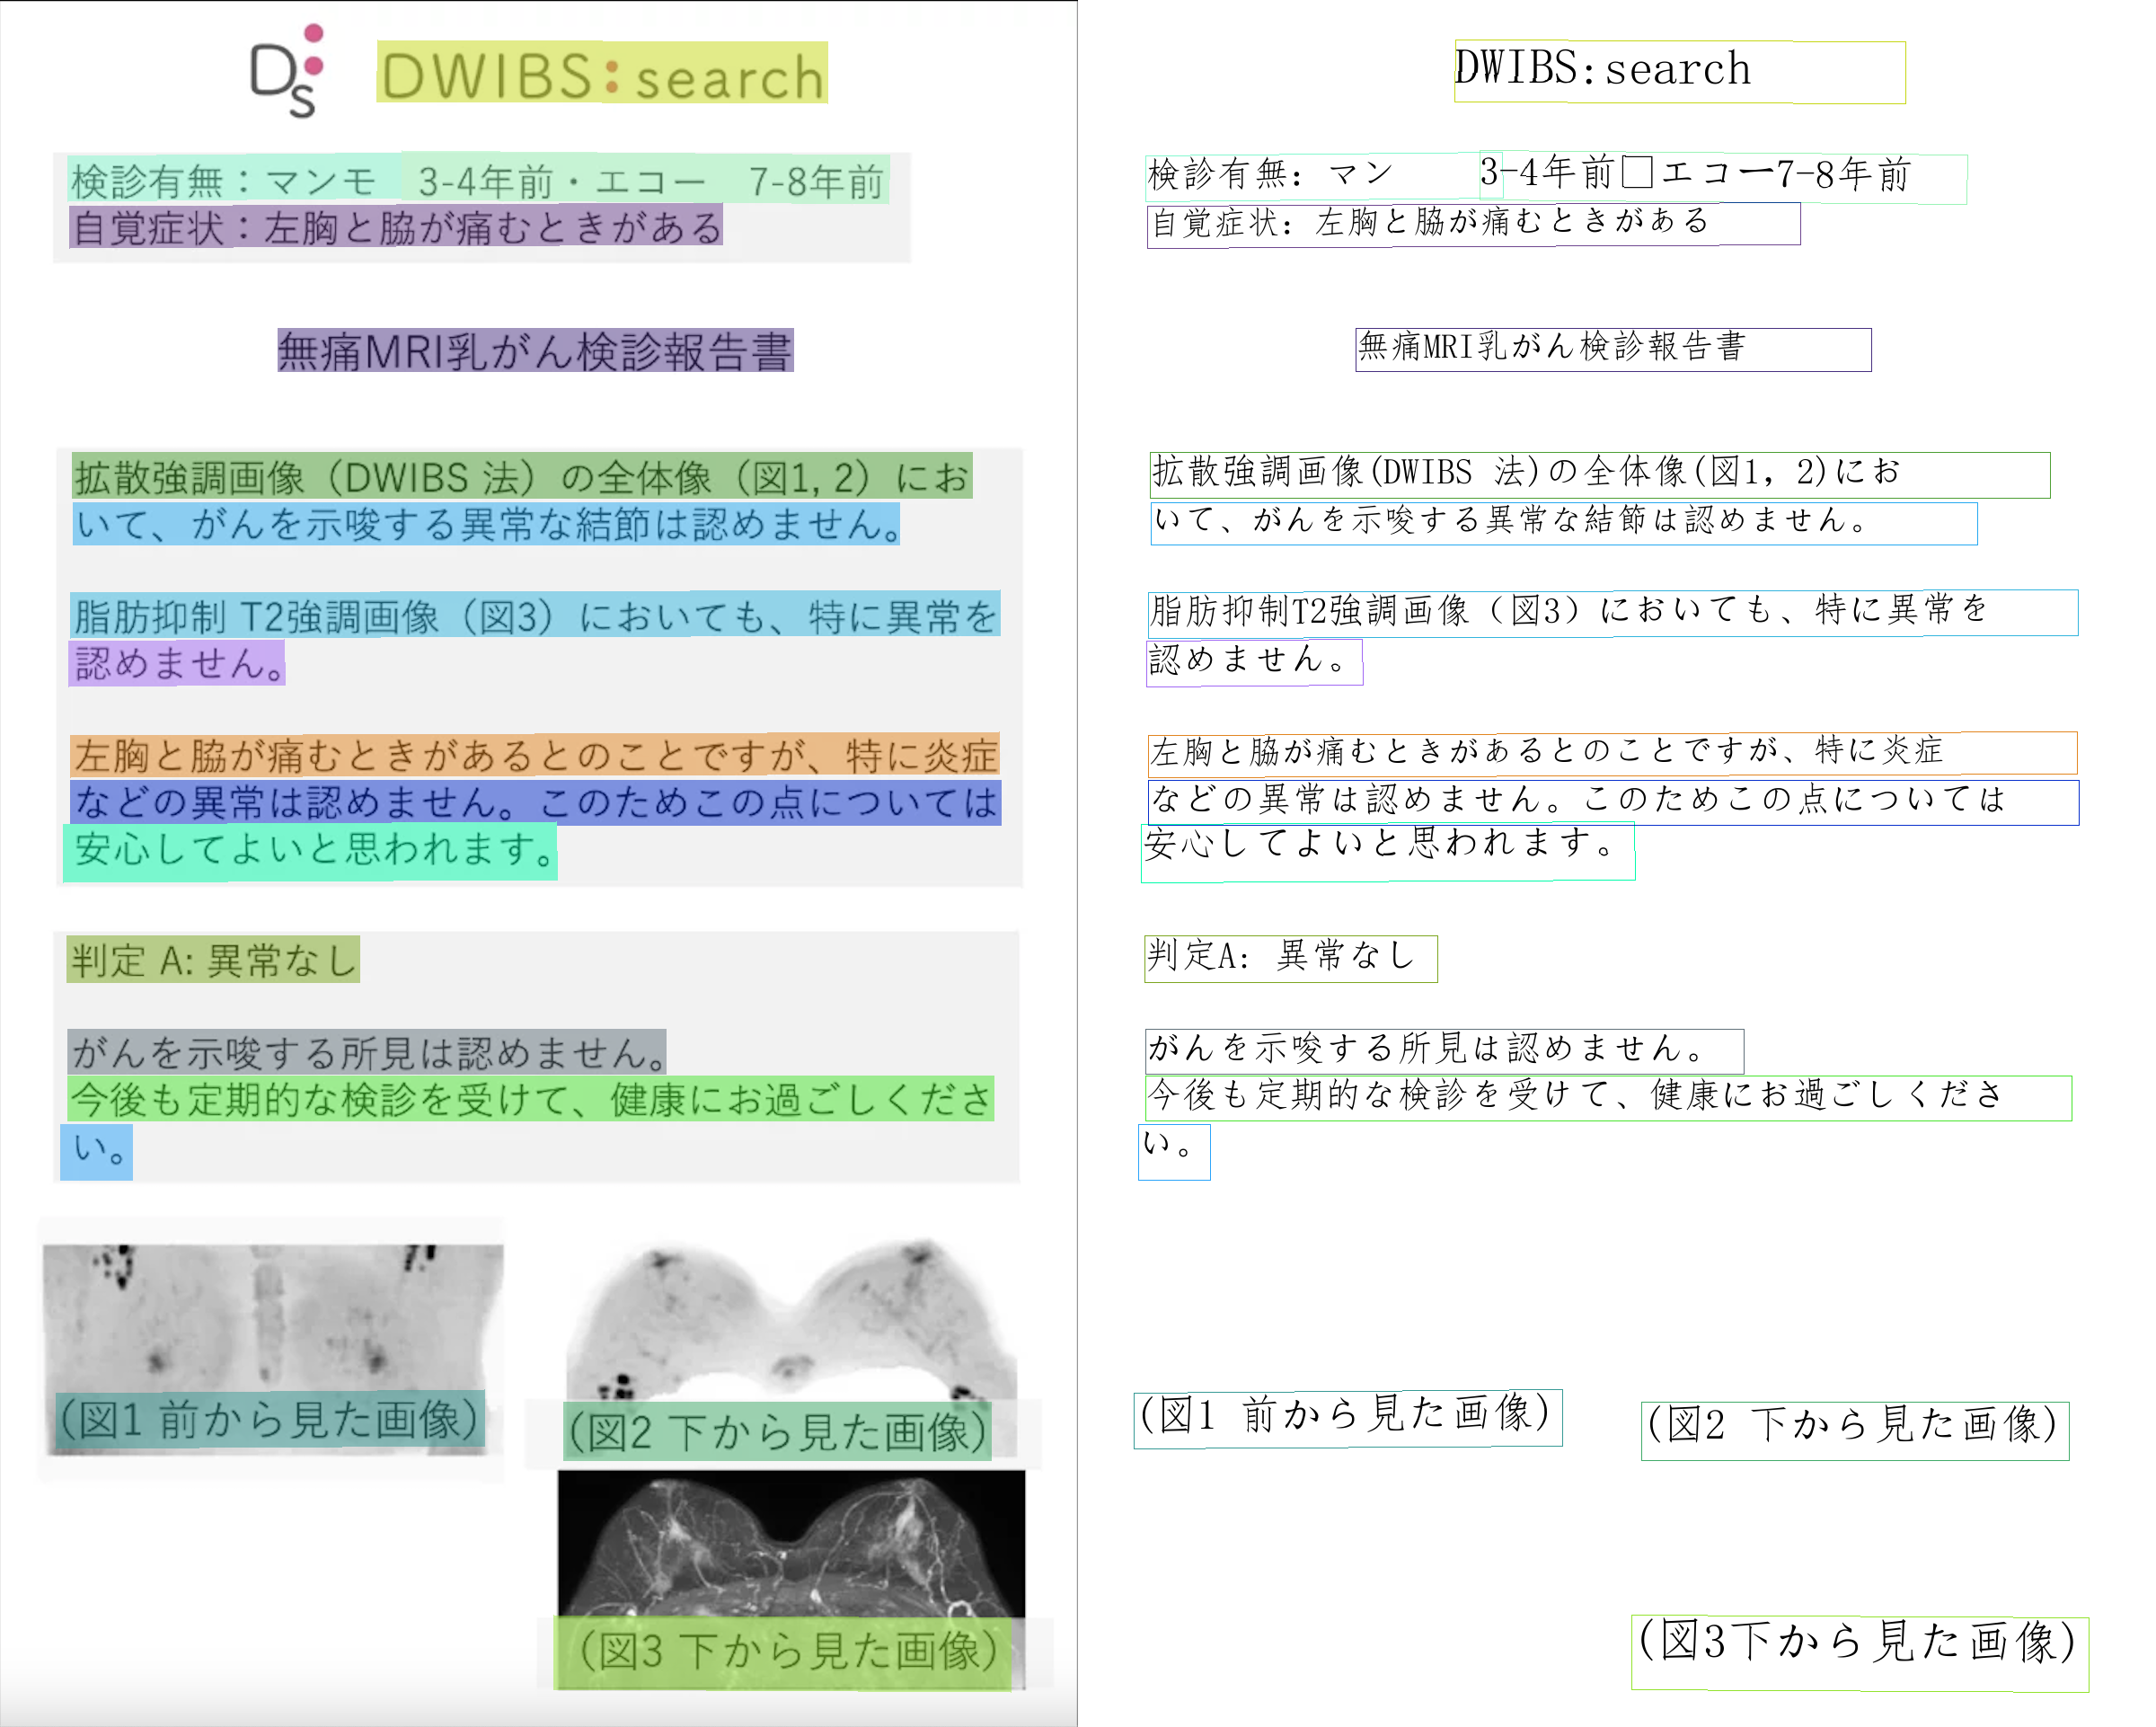 Ds DWIBS:search
検診有無：マンモ　3-4年前・エコー　7-8年前
自覚症状：左胸と脇が痛むときがある
無痛MRI乳がん検診報告書
拡散強調画像（DWIBS 法）の全体像（図1, 2）にお
いて、がんを示唆する異常な結節は認めません。
脂肪抑制 T2強調画像（図3）においても、特に異常を
認めません。
左胸と脇が痛むときがあるとのことですが、特に炎症
などの異常は認めません。このためこの点については
安心してよいと思われます。
判定 A: 異常なし
がんを示唆する所見は認めません。
今後も定期的な検診を受けて、健康にお過ごしくださ
い。
（図1 前から見た画像）
（図2 下から見た画像）
（図3 下から見た画像）
DWIBS:search
検診有無: マン 3-4年前□エコー7-8年前
自覚症状: 左胸と脇が痛むときがある
無痛MRI乳がん検診報告書
拡散強調画像(DWIBS 法)の全体像(図1, 2)にお
いて、がんを示唆する異常な結節は認めません。
脂肪抑制T2強調画像（図3）においても、特に異常を
認めません。
左胸と脇が痛むときがあるとのことですが、特に炎症
などの異常は認めません。このためこの点については
安心してよいと思われます。
判定A: 異常なし
がんを示唆する所見は認めません。
今後も定期的な検診を受けて、健康にお過ごしくださ
い。
(図1 前から見た画像)
(図2 下から見た画像)
(図3下から見た画像)